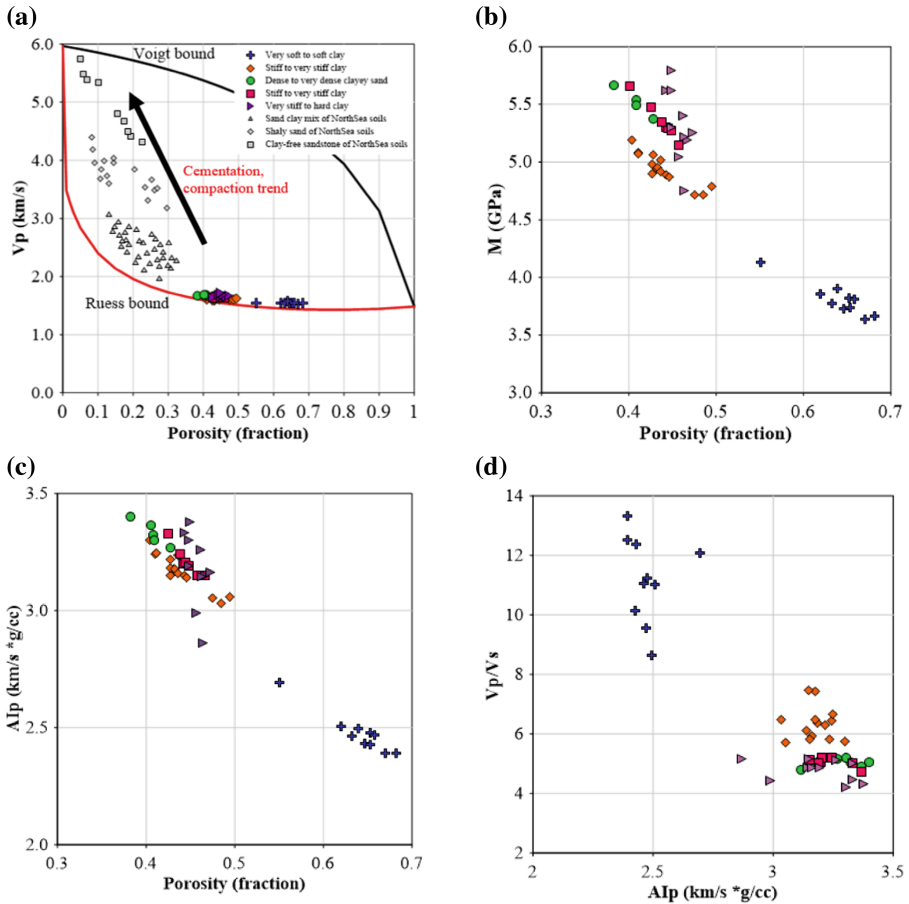 (a)
6.0
5.0
4.0
3.0
2.0
1.0
0.0
Vp (km/s)
Voigt bound
Very soft to soft clay
Stiff to very stiff clay
Dense to very dense clayey sand
Stiff to very stiff clay
Very stiff to hard clay
Sand clay mix of NorthSea soils
Shaly sand of NorthSea soils
Clay-free sandstone of NorthSea soils
Cementation,
compaction trend
Ruess bound
0 0.1 0.2 0.3 0.4 0.5 0.6 0.7 0.8 0.9 1
Porosity (fraction)
(b)
6.0
5.5
5.0
4.5
4.0
3.5
3.0
M (GPa)
0.3 0.4 0.5 0.6 0.7
Porosity (fraction)
(c)
3.5
3.0
2.5
2.0
AIp (km/s *g/cc)
0.3 0.4 0.5 0.6 0.7
Porosity (fraction)
(d)
14
12
10
8
6
4
2
Vp/Vs
2 2.5 3 3.5
AIp (km/s *g/cc)